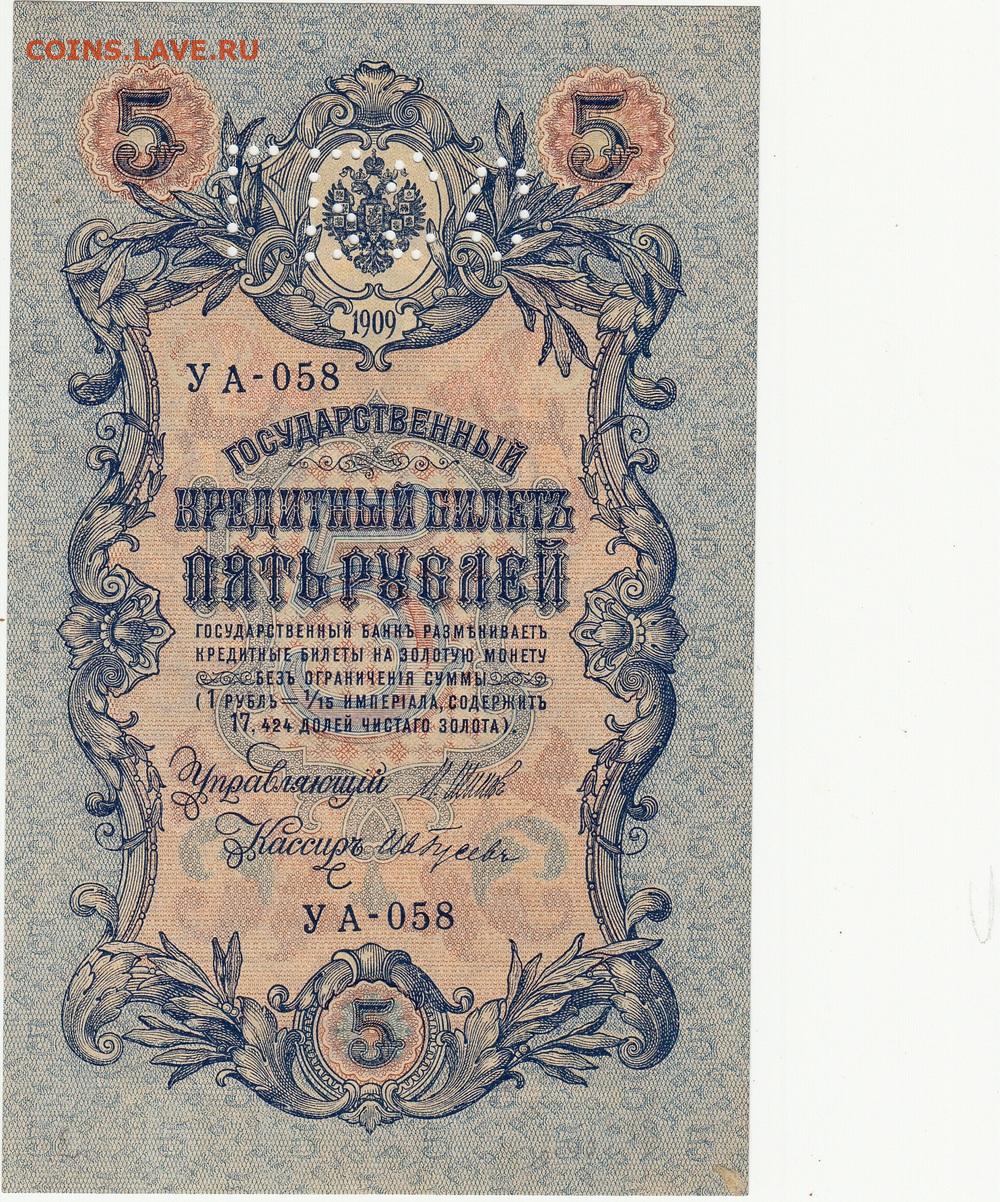 COINS.LAVE.RU
5 5
1909
УА-058
ГОСУДАРСТВЕННЫЙ
КРЕДИТНЫЙ БИЛЕТЪ
ПЯТЬ РУБЛЕЙ
ГОСУДАРСТВЕННЫЙ БАНКЪ РАЗМѢНИВАЕТЪ
КРЕДИТНЫЕ БИЛЕТЫ НА ЗОЛОТУЮ МОНЕТУ
БЕЗЪ ОГРАНИЧЕНІЯ СУММЫ
(1 РУБЛЬ = 1/15 ИМПЕРІАЛА, СОДЕРЖИТЪ
17,424 ДОЛЕЙ ЧИСТАГО ЗОЛОТА).
Управляющій
Кассиръ
УА-058
5